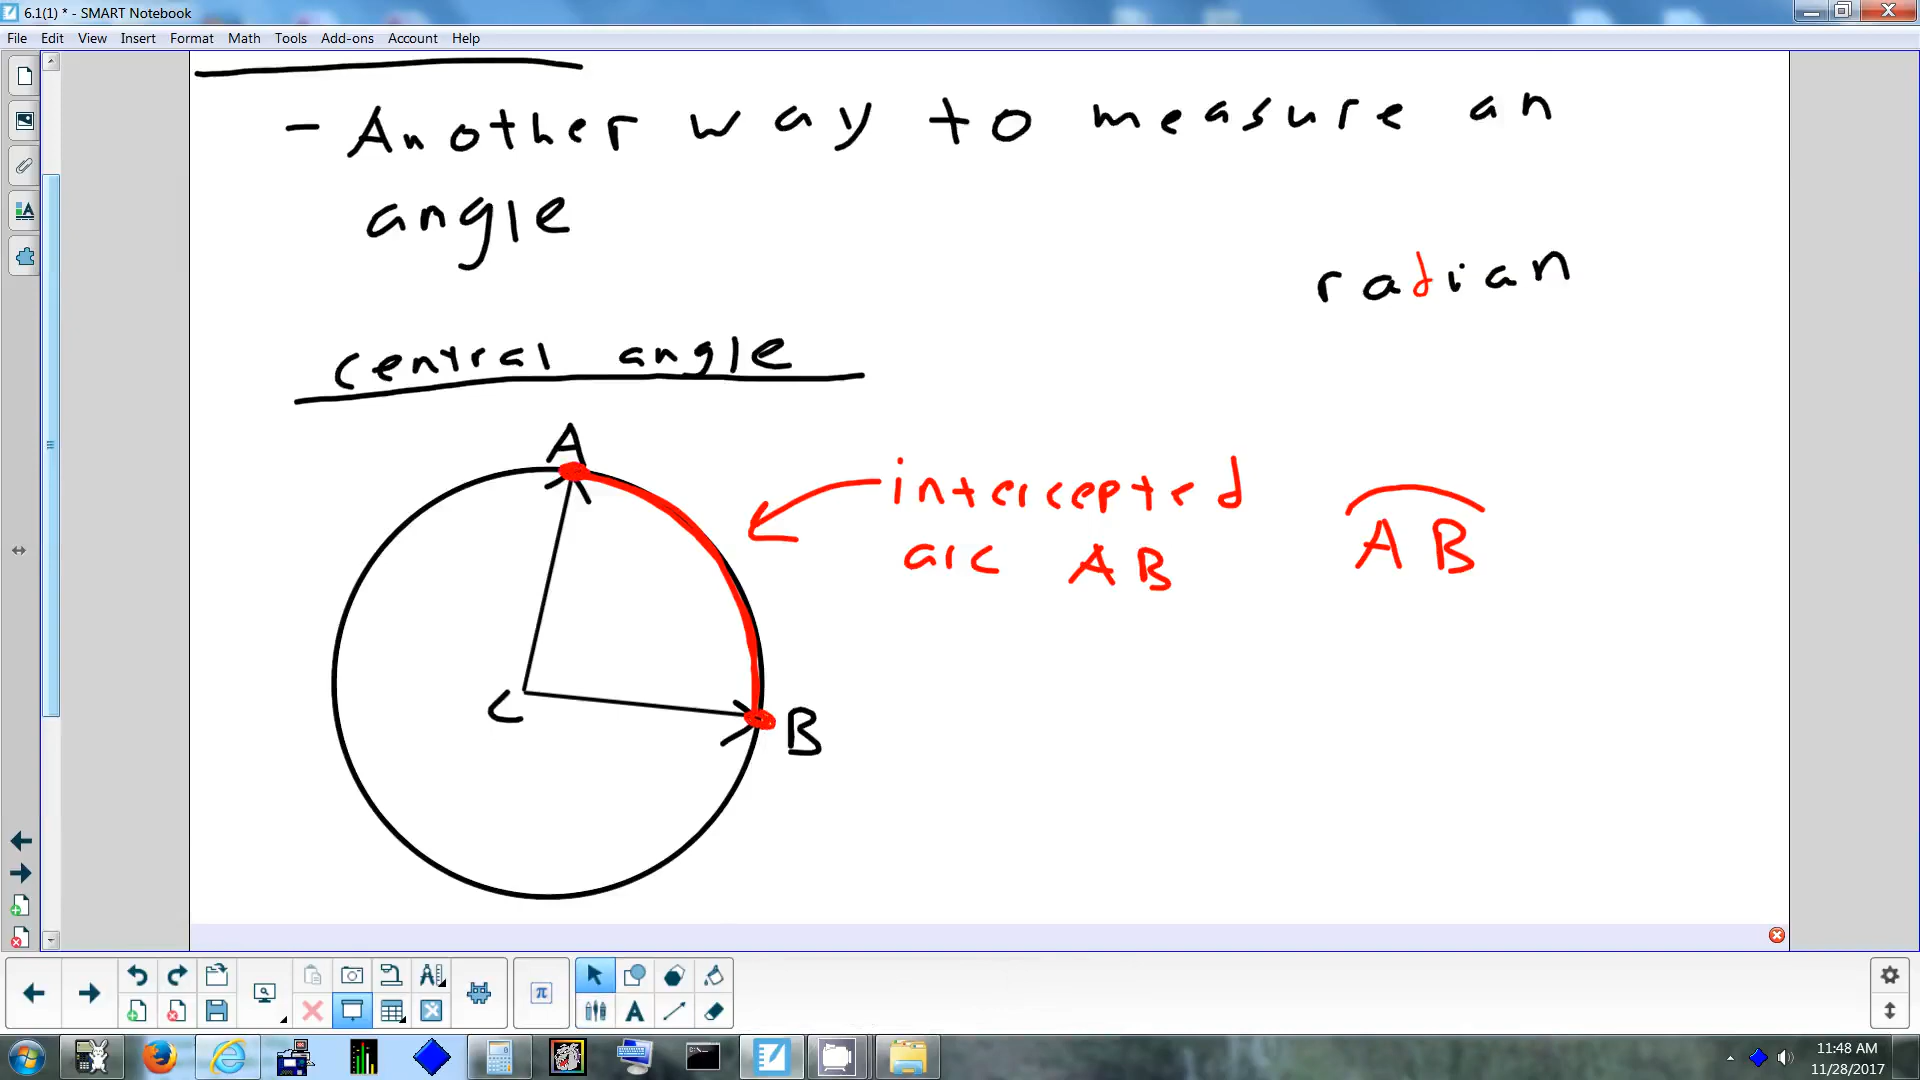 6.1(1) * - SMART Notebook
File Edit View Insert Format Math Tools Add-ons Account Help
- Another way to measure an
angle
radian
central angle
A
intercepted
arc AB
AB
C
B
π
A
11:48 AM
11/28/2017